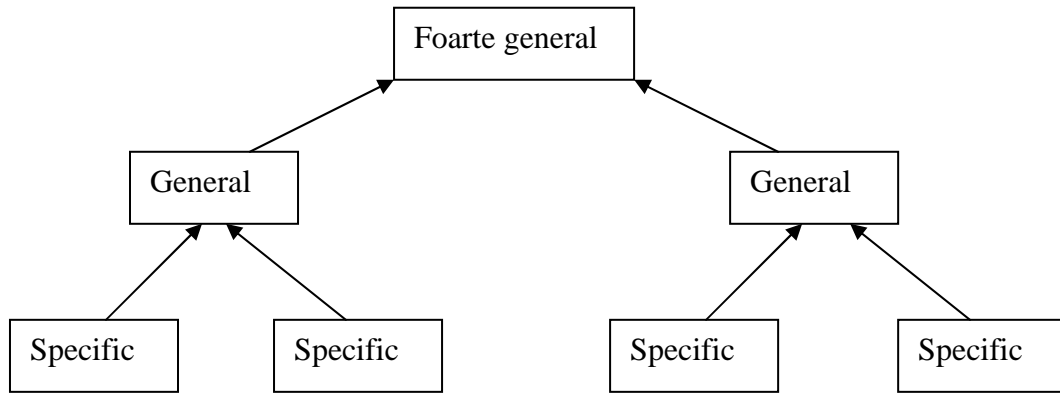 Foarte general
General
General
Specific
Specific
Specific
Specific